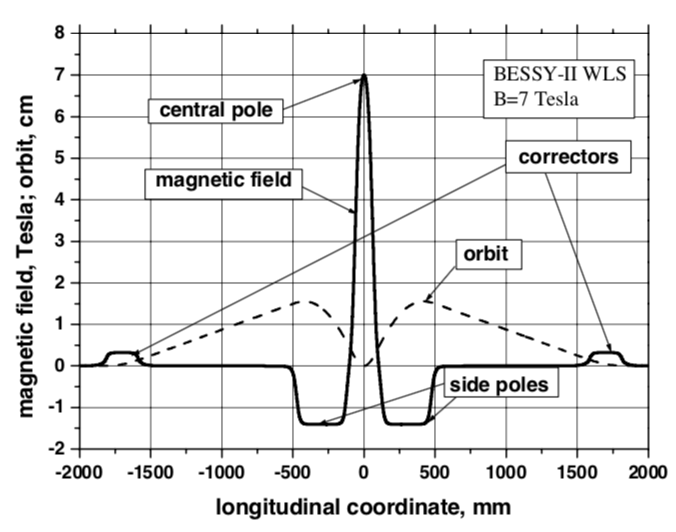 8
7
6
5
4
3
2
1
0
-1
-2
magnetic field, Tesla; orbit, cm
BESSY-II WLS
B=7 Tesla
central pole
correctors
magnetic field
orbit
side poles
-2000 -1500 -1000 -500 0 500 1000 1500 2000
longitudinal coordinate, mm